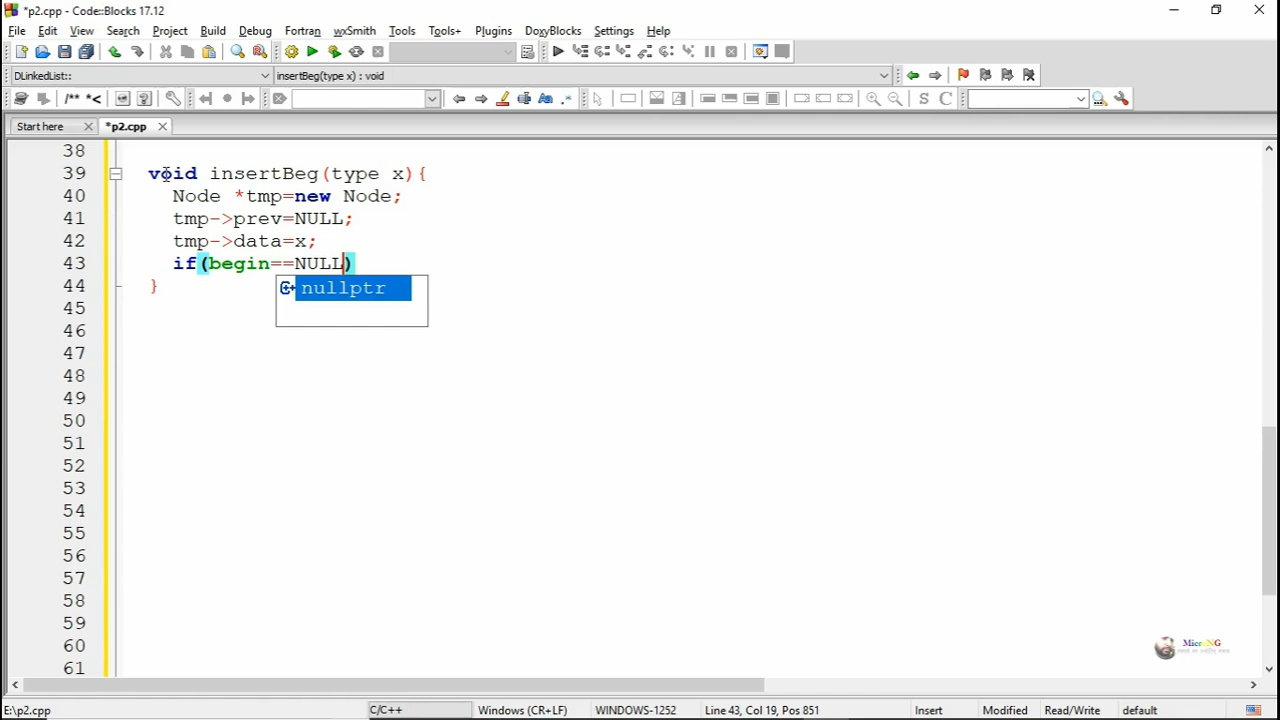 *p2.cpp - Code::Blocks 17.12
File Edit View Search Project Build Debug Fortran wxSmith Tools Tools+ Plugins DoxyBlocks Settings Help
DLinkedList:: insertBeg(type x) : void
/** *< S C
Start here *p2.cpp
38
39 void insertBeg(type x){
40 Node *tmp=new Node;
41 tmp->prev=NULL;
42 tmp->data=x;
43 if(begin==NULL)
44 }
nullptr
45
46
47
48
49
50
51
52
53
54
55
56
57
58
59
60
61
MicroNG
E:\p2.cpp C/C++ Windows (CR+LF) WINDOWS-1252 Line 43, Col 19, Pos 851 Insert Modified Read/Write default